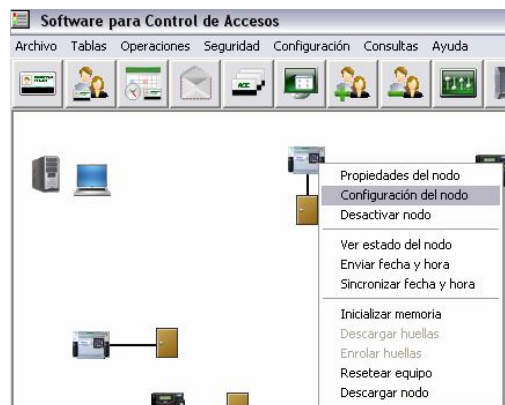 Software para Control de Accesos
Archivo Tablas Operaciones Seguridad Configuración Consultas Ayuda
ACC
Propiedades del nodo
Configuración del nodo
Desactivar nodo
Ver estado del nodo
Enviar fecha y hora
Sincronizar fecha y hora
Inicializar memoria
Descargar huellas
Enrolar huellas
Resetear equipo
Descargar nodo